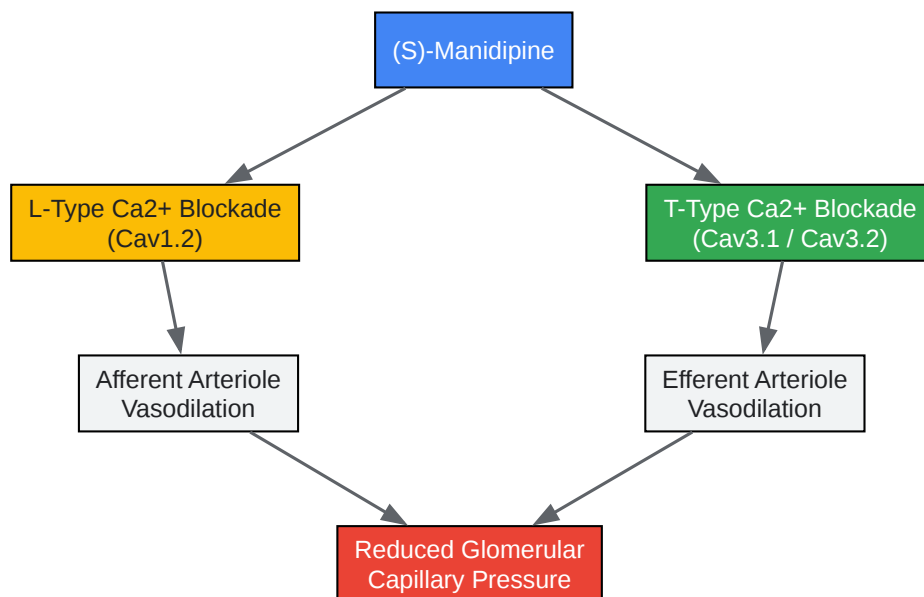 (S)-Manidipine
L-Type Ca2+ Blockade
(Cav1.2)
T-Type Ca2+ Blockade
(Cav3.1 / Cav3.2)
Afferent Arteriole
Vasodilation
Efferent Arteriole
Vasodilation
Reduced Glomerular
Capillary Pressure